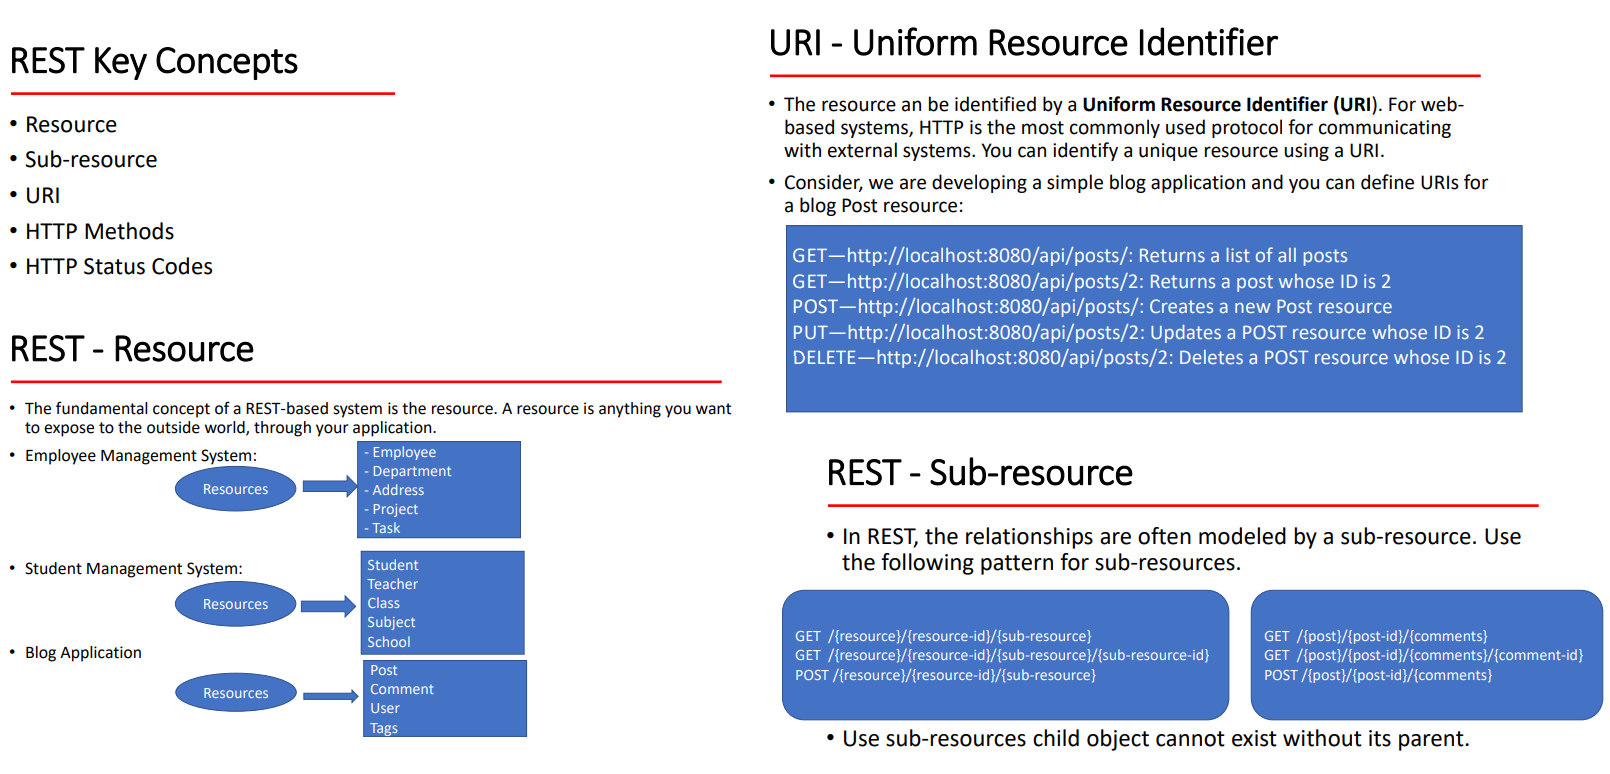 REST Key Concepts
• Resource
• Sub-resource
• URI
• HTTP Methods
• HTTP Status Codes
REST - Resource
• The fundamental concept of a REST-based system is the resource. A resource is anything you want
to expose to the outside world, through your application.
• Employee Management System:
Resources
- Employee
- Department
- Address
- Project
- Task
• Student Management System:
Resources
Student
Teacher
Class
Subject
School
• Blog Application
Resources
Post
Comment
User
Tags
URI - Uniform Resource Identifier
• The resource an be identified by a Uniform Resource Identifier (URI). For web-
based systems, HTTP is the most commonly used protocol for communicating
with external systems. You can identify a unique resource using a URI.
• Consider, we are developing a simple blog application and you can define URIs for
a blog Post resource:
GET—http://localhost:8080/api/posts/: Returns a list of all posts
GET—http://localhost:8080/api/posts/2: Returns a post whose ID is 2
POST—http://localhost:8080/api/posts/: Creates a new Post resource
PUT—http://localhost:8080/api/posts/2: Updates a POST resource whose ID is 2
DELETE—http://localhost:8080/api/posts/2: Deletes a POST resource whose ID is 2
REST - Sub-resource
• In REST, the relationships are often modeled by a sub-resource. Use
the following pattern for sub-resources.
GET /{resource}/{resource-id}/{sub-resource}
GET /{resource}/{resource-id}/{sub-resource}/{sub-resource-id}
POST /{resource}/{resource-id}/{sub-resource}
GET /{post}/{post-id}/{comments}
GET /{post}/{post-id}/{comments}/{comment-id}
POST /{post}/{post-id}/{comments}
• Use sub-resources child object cannot exist without its parent.